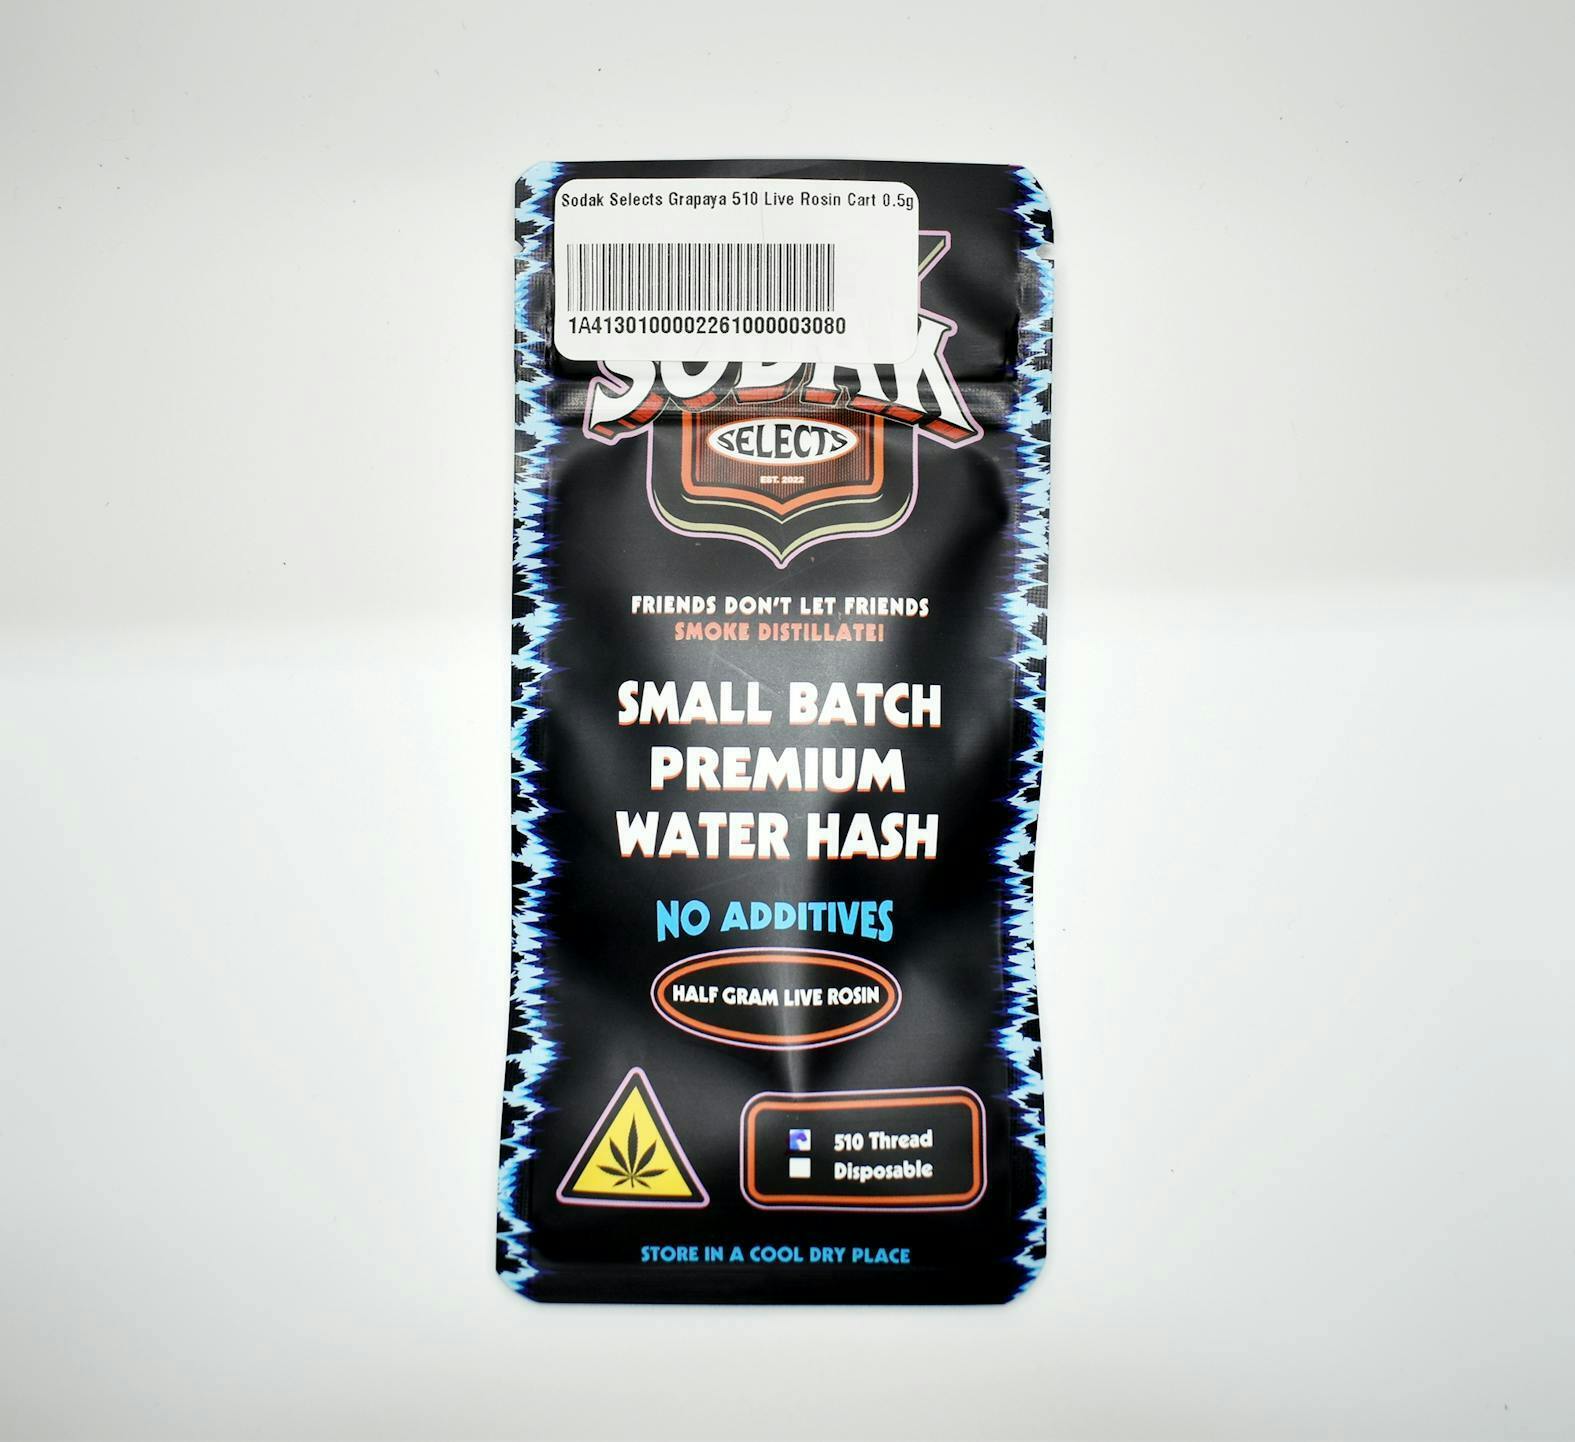 Sodak Selects Grapaya 510 Live Rosin Cart 0.5g
1A4130100002261000003080
SODAK
SELECTS
EST. 2022
FRIENDS DON'T LET FRIENDS
SMOKE DISTILLATE!
SMALL BATCH
PREMIUM
WATER HASH
NO ADDITIVES
HALF GRAM LIVE ROSIN
510 Thread
Disposable
STORE IN A COOL DRY PLACE